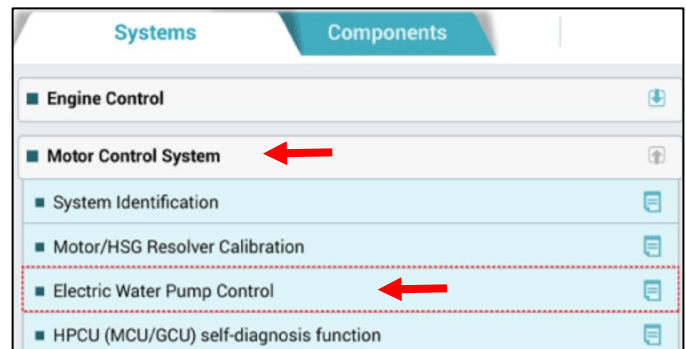 Systems
Components
Engine Control
Motor Control System
System Identification
Motor/HSG Resolver Calibration
Electric Water Pump Control
HPCU (MCU/GCU) self-diagnosis function